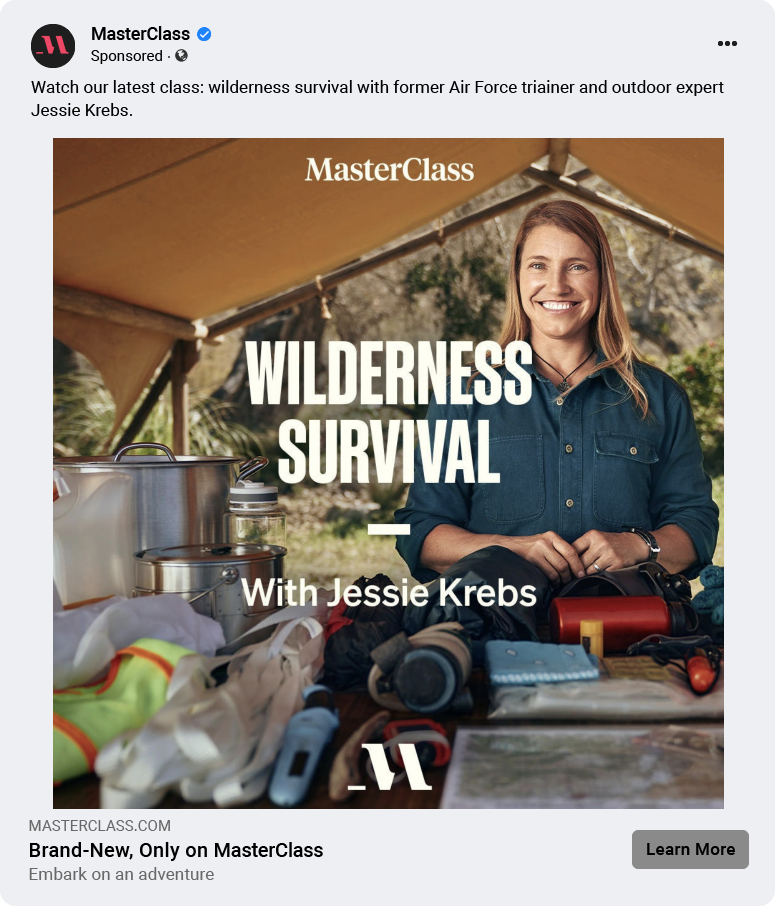 MasterClass
Sponsored ·
Watch our latest class: wilderness survival with former Air Force triainer and outdoor expert
Jessie Krebs.
MasterClass
WILDERNESS
SURVIVAL
With Jessie Krebs
MASTERCLASS.COM
Brand-New, Only on MasterClass
Learn More
Embark on an adventure